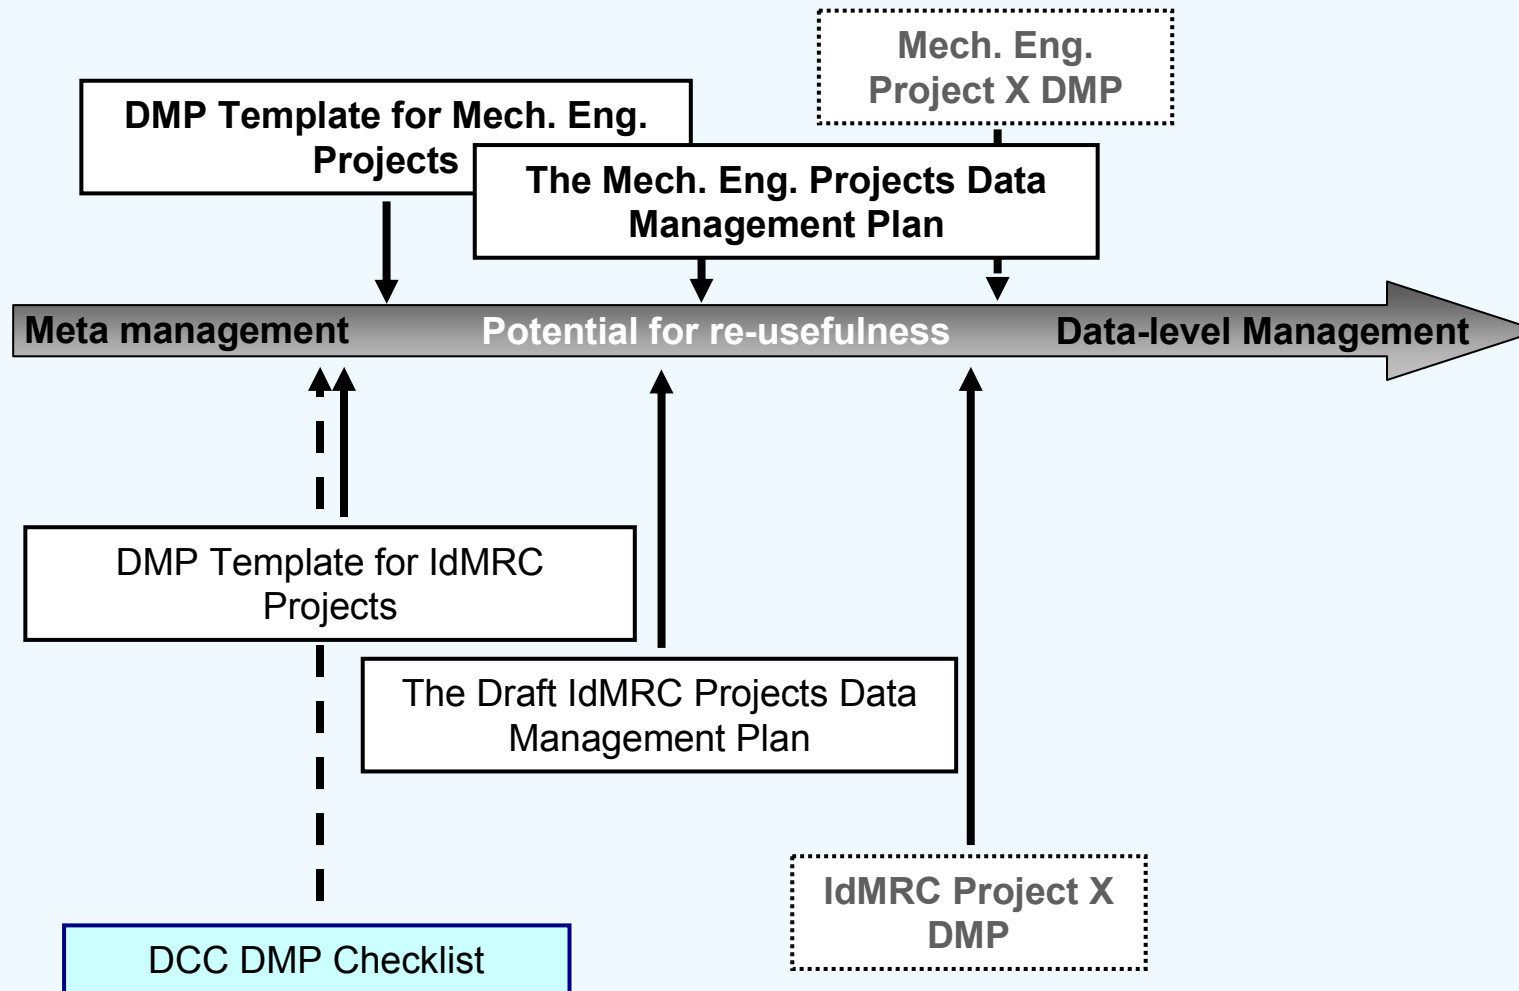 Mech. Eng.
Project X DMP
DMP Template for Mech. Eng.
Projects
The Mech. Eng. Projects Data
Management Plan
Meta management
Potential for re-usefulness
Data-level Management
DMP Template for IdMRC
Projects
The Draft IdMRC Projects Data
Management Plan
IdMRC Project X
DMP
DCC DMP Checklist